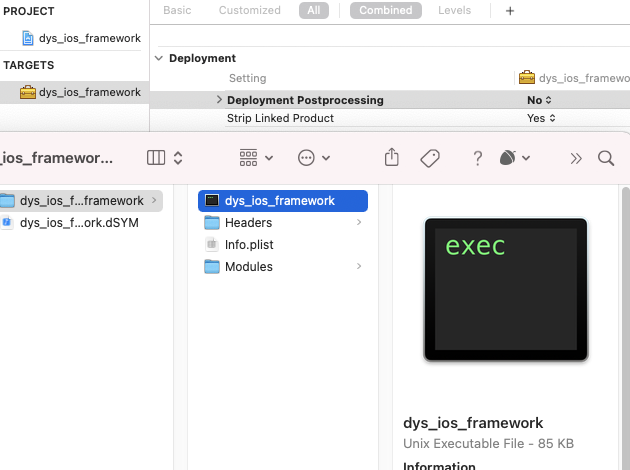 PROJECT
dys_ios_framework
TARGETS
dys_ios_framework
Basic Customized All Combined Levels +
Deployment
Setting dys_ios_framewo
Deployment Postprocessing No
Strip Linked Product Yes
_ios_framewor...
dys_ios_f...framework
dys_ios_f...ork.dSYM
dys_ios_framework
Headers
Info.plist
Modules
exec
dys_ios_framework
Unix Executable File - 85 KB
Information